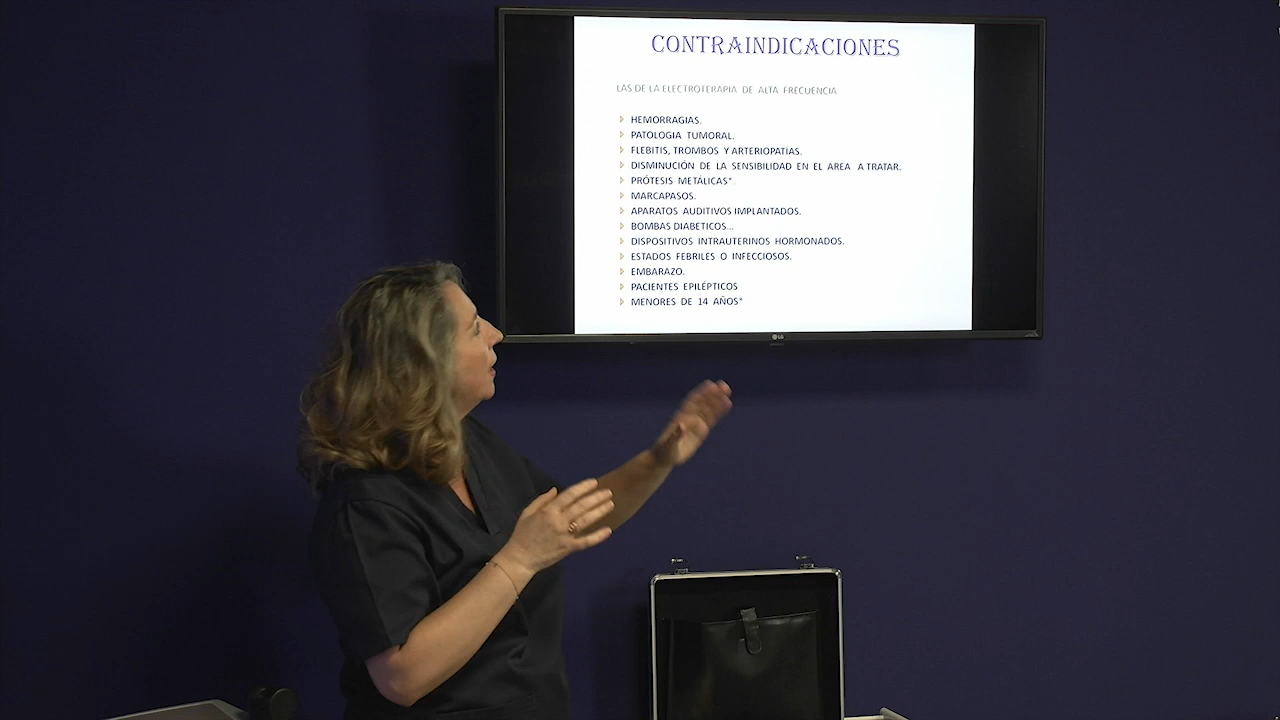 CONTRAINDICACIONES
LAS DE LA ELECTROTERAPIA DE ALTA FRECUENCIA
HEMORRAGIAS.
PATOLOGIA TUMORAL.
FLEBITIS, TROMBOS Y ARTERIOPATÍAS.
DISMINUCIÓN DE LA SENSIBILIDAD EN EL AREA A TRATAR.
PRÓTESIS METÁLICAS*.
MARCAPASOS.
APARATOS AUDITIVOS IMPLANTADOS.
BOMBAS DIABÉTICOS...
DISPOSITIVOS INTRAUTERINOS HORMONADOS.
ESTADOS FEBRILES O INFECCIOSOS.
EMBARAZO.
PACIENTES EPILÉPTICOS
MENORES DE 14 AÑOS*
LG